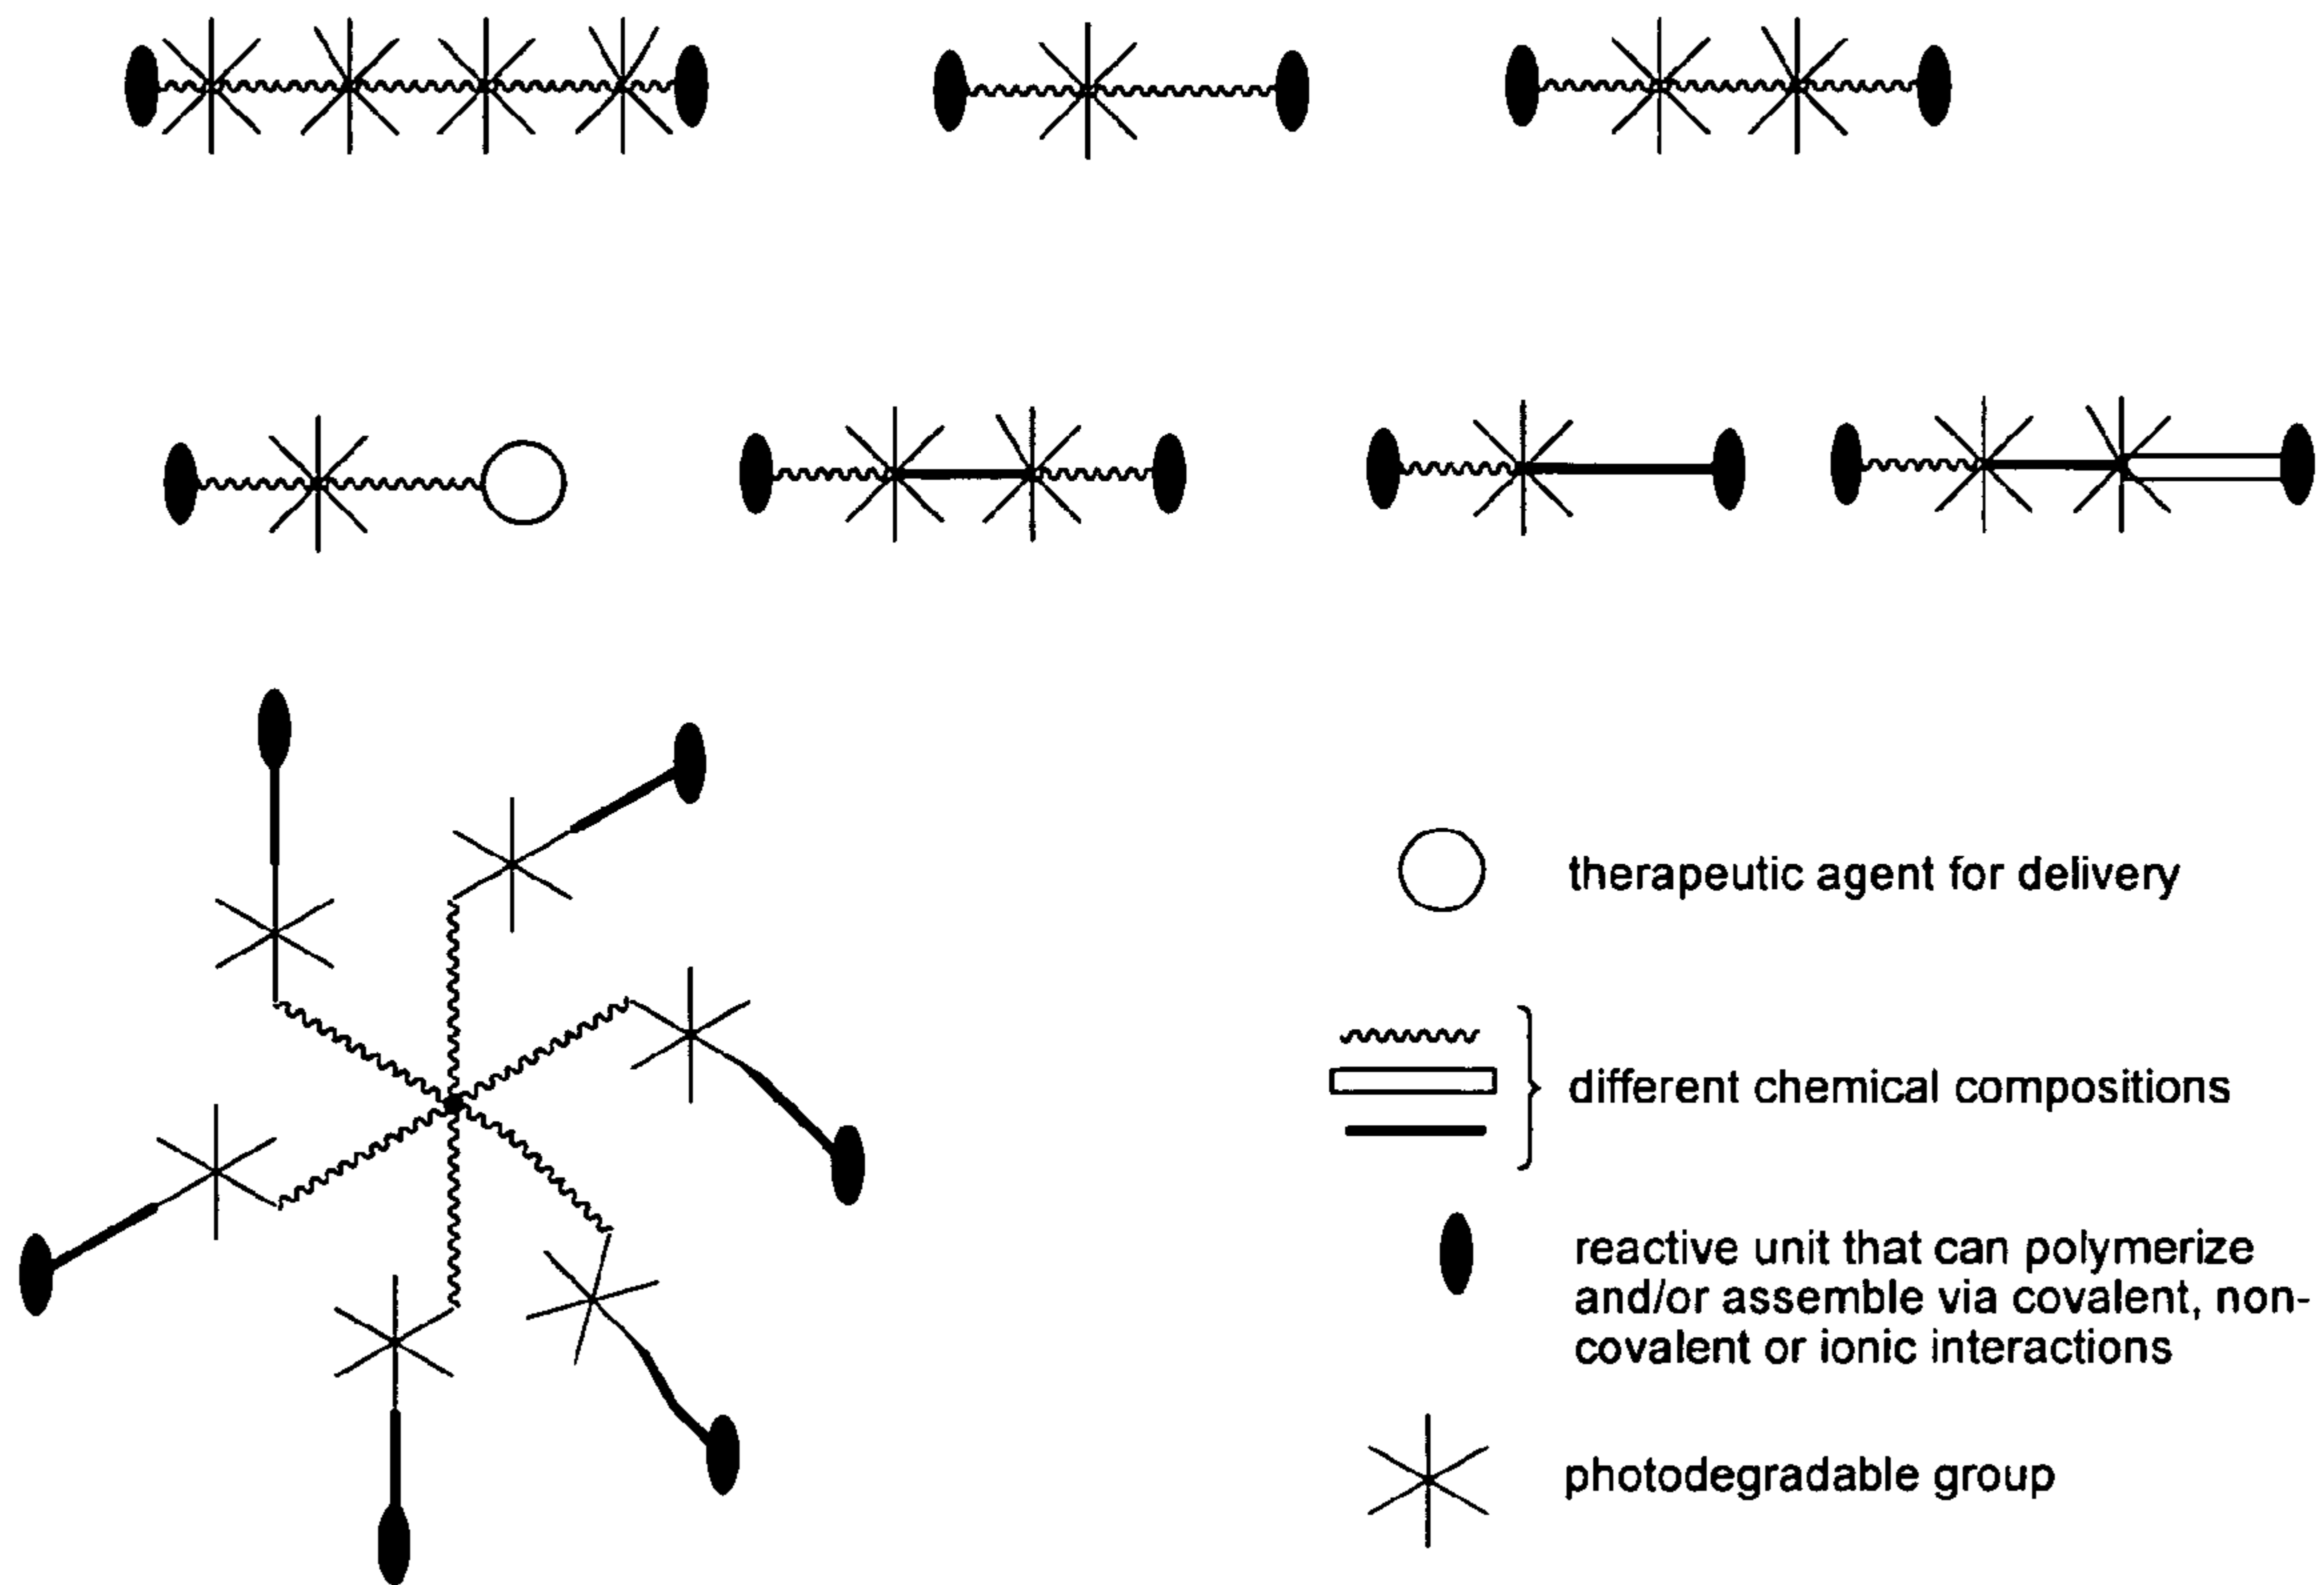 therapeutic agent for delivery
different chemical compositions
reactive unit that can polymerize
and/or assemble via covalent, non-
covalent or ionic interactions
photodegradable group